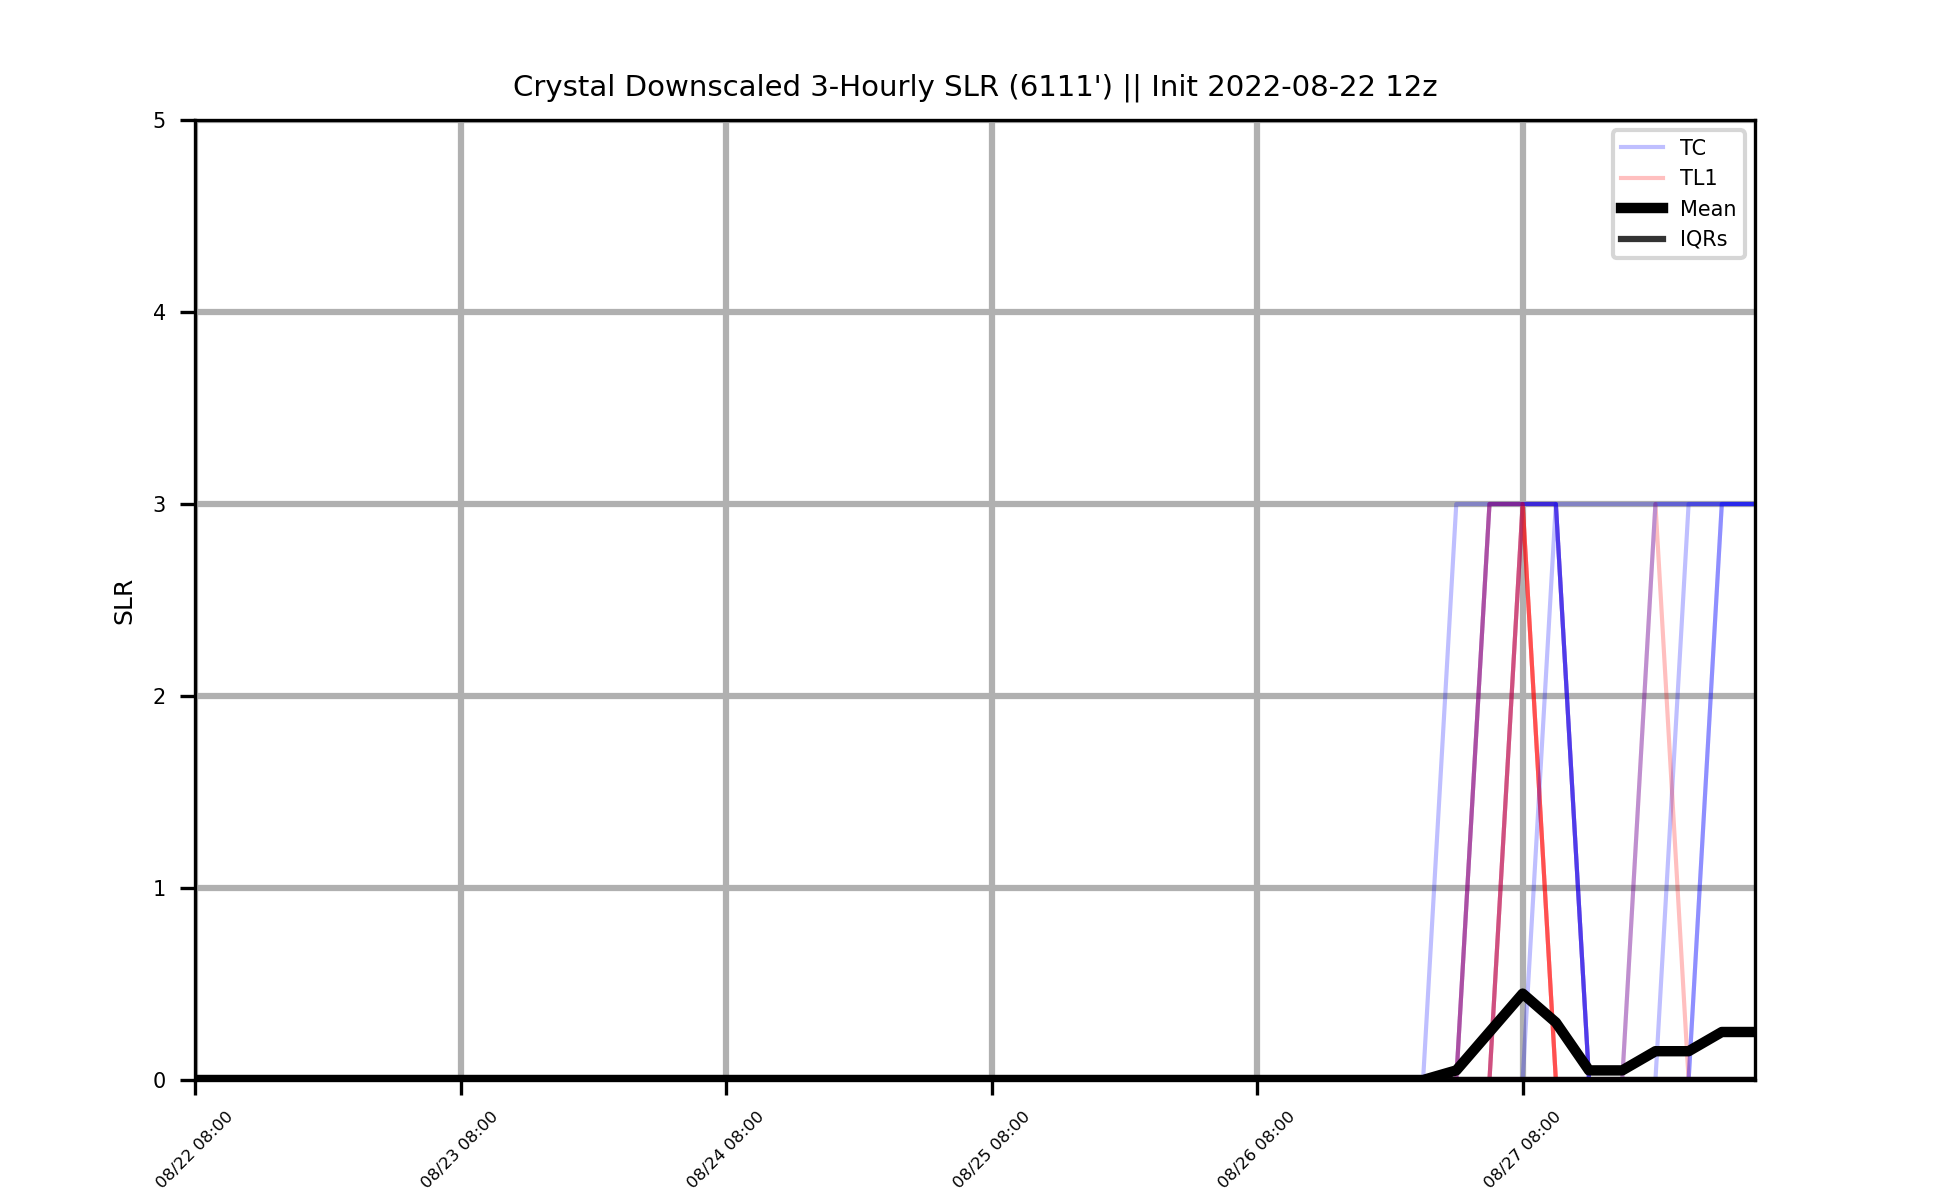 Crystal Downscaled 3-Hourly SLR (6111') || Init 2022-08-22 12z
5
4
3
2
1
0
SLR
TC
TL1
Mean
IQRs
08/22 08:00
08/23 08:00
08/24 08:00
08/25 08:00
08/26 08:00
08/27 08:00